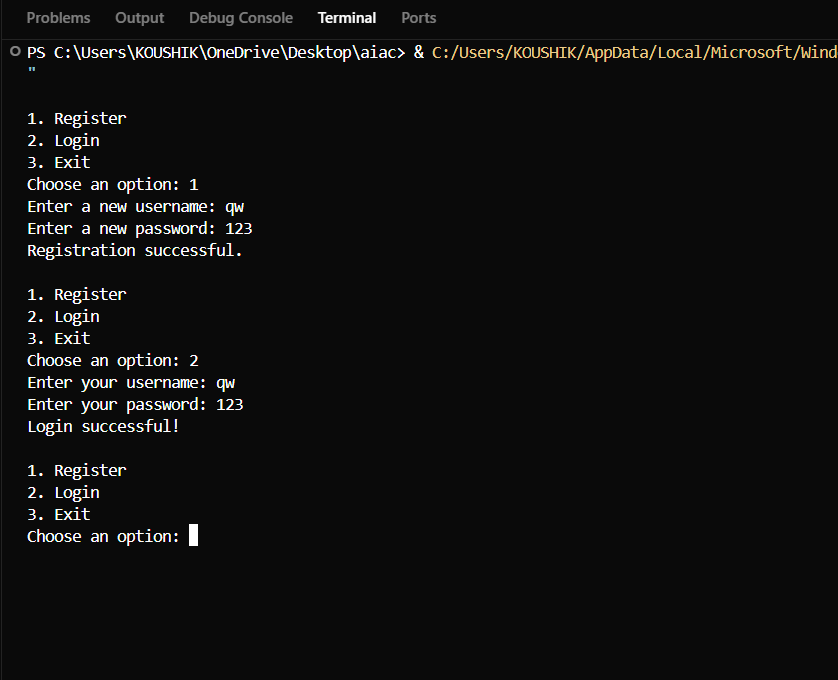 Problems Output Debug Console Terminal Ports
PS C:\Users\KOUSHIK\OneDrive\Desktop\aiac> & C:/Users/KOUSHIK/AppData/Local/Microsoft/Wind
"
1. Register
2. Login
3. Exit
Choose an option: 1
Enter a new username: qw
Enter a new password: 123
Registration successful.
1. Register
2. Login
3. Exit
Choose an option: 2
Enter your username: qw
Enter your password: 123
Login successful!
1. Register
2. Login
3. Exit
Choose an option: